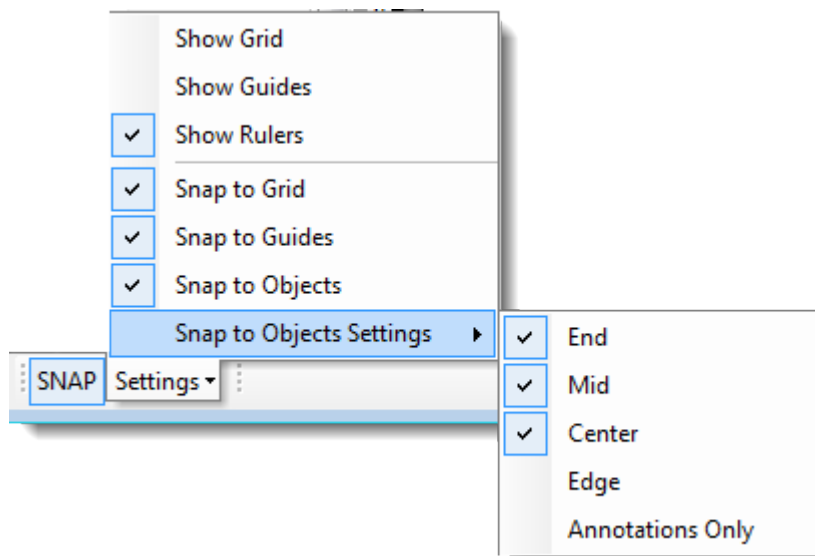 Show Grid
Show Guides
Show Rulers
Snap to Grid
Snap to Guides
Snap to Objects
Snap to Objects Settings
End
Mid
Center
Edge
Annotations Only
SNAP Settings